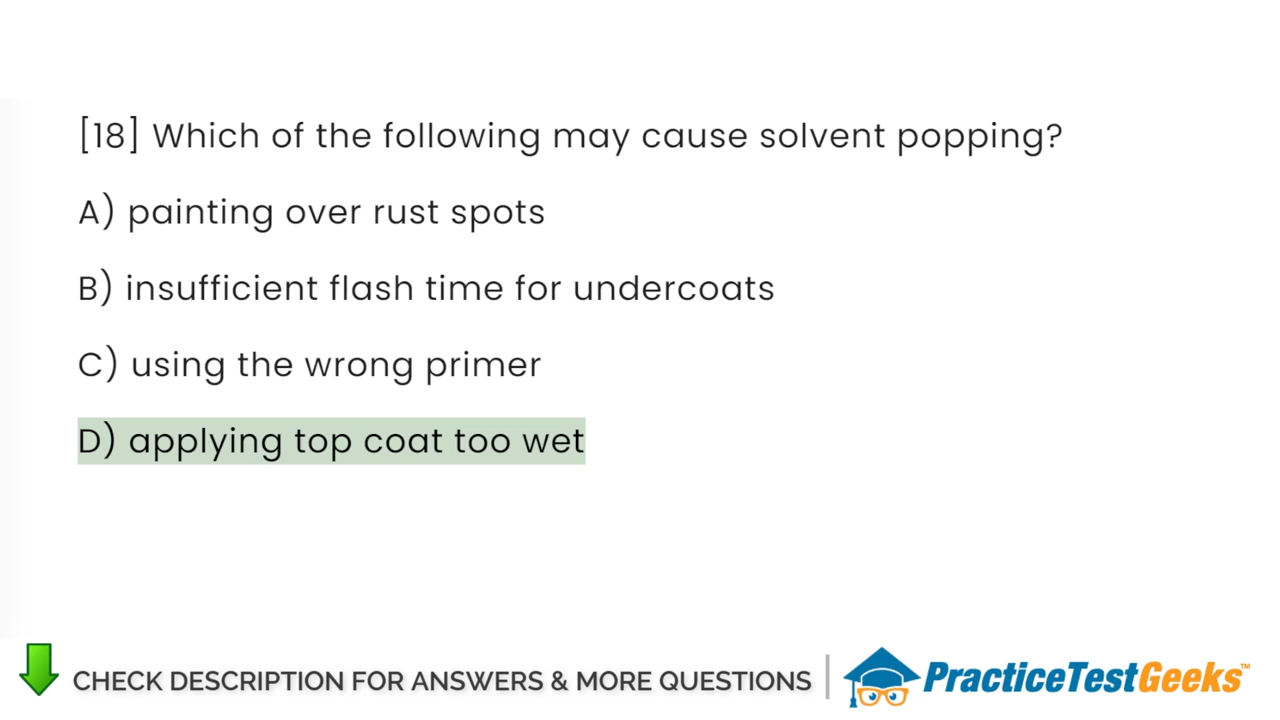 [18] Which of the following may cause solvent popping?
A) painting over rust spots
B) insufficient flash time for undercoats
C) using the wrong primer
D) applying top coat too wet
CHECK DESCRIPTION FOR ANSWERS & MORE QUESTIONS
PracticeTestGeeks™